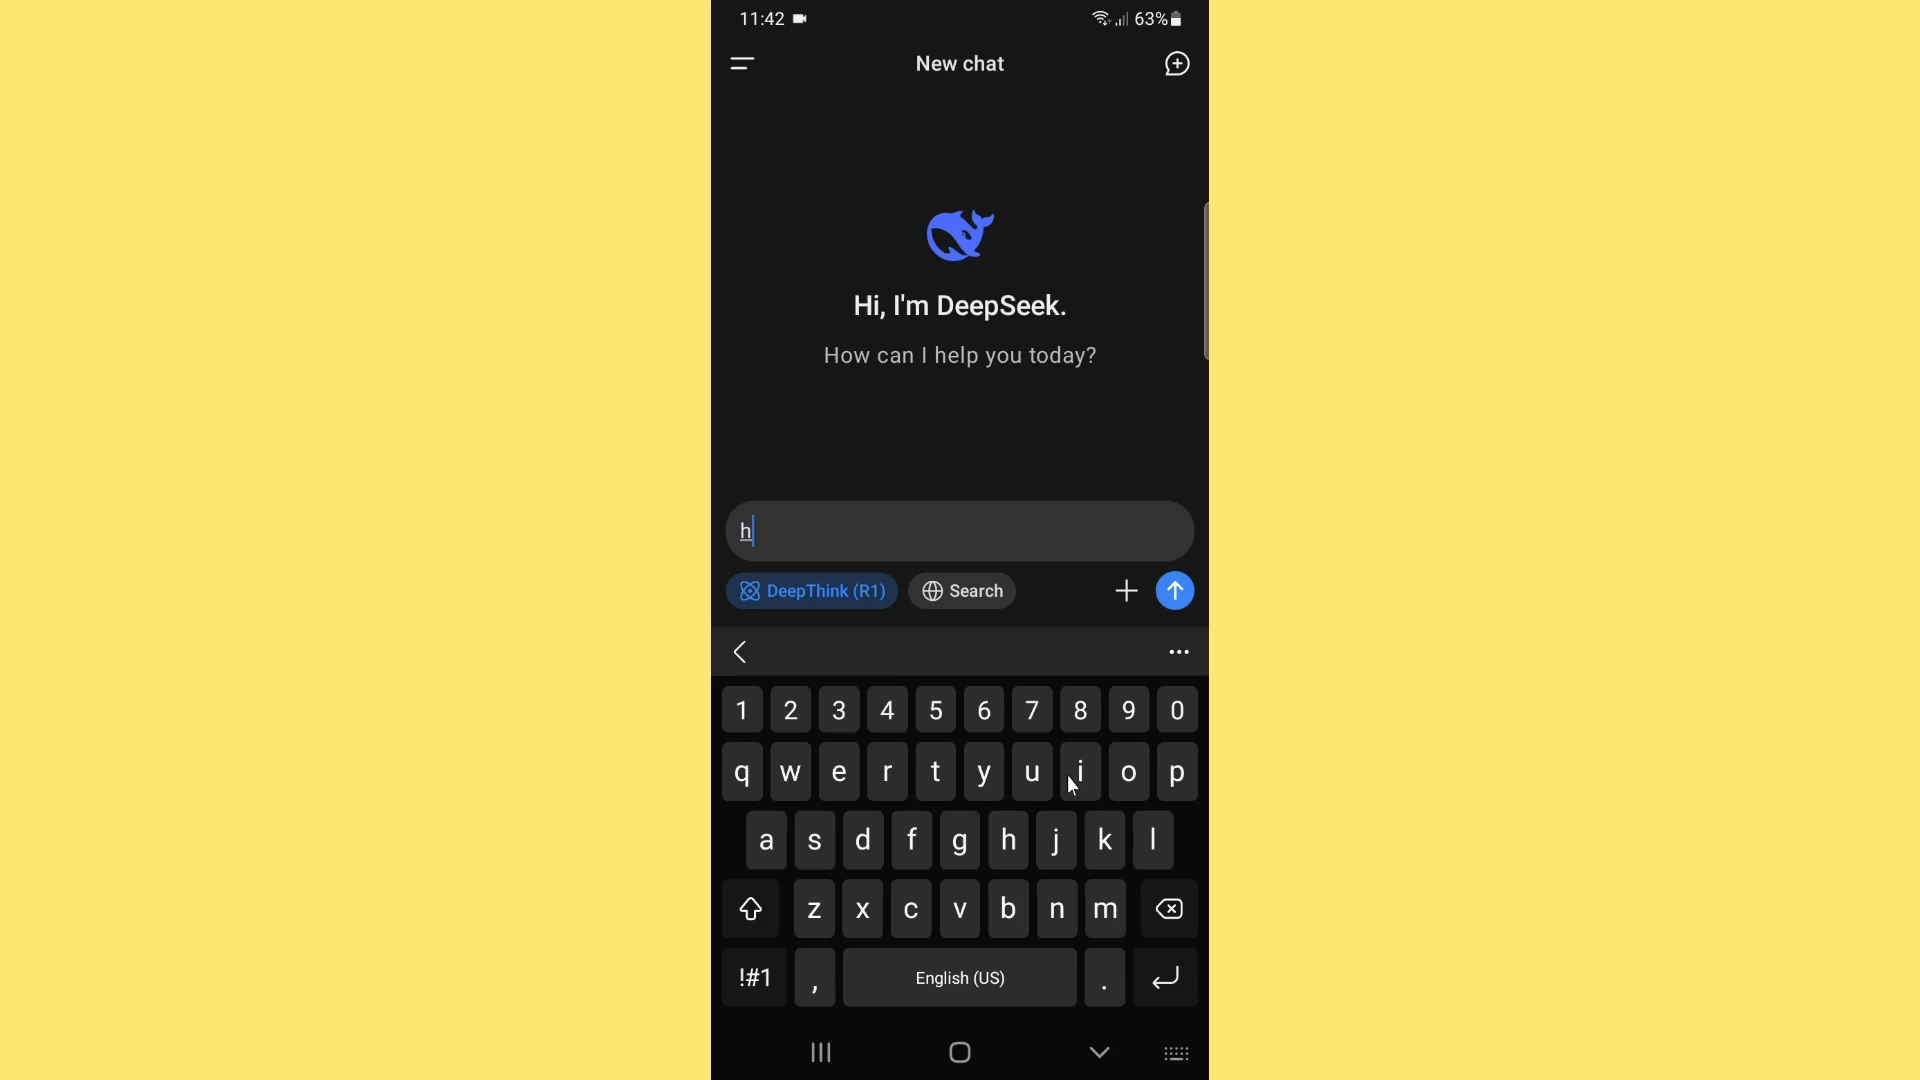 11:42 63%
New chat
Hi, I'm DeepSeek.
How can I help you today?
h
DeepThink (R1) Search
1 2 3 4 5 6 7 8 9 0
q w e r t y u i o p
a s d f g h j k l
z x c v b n m
!#1 , English (US) .